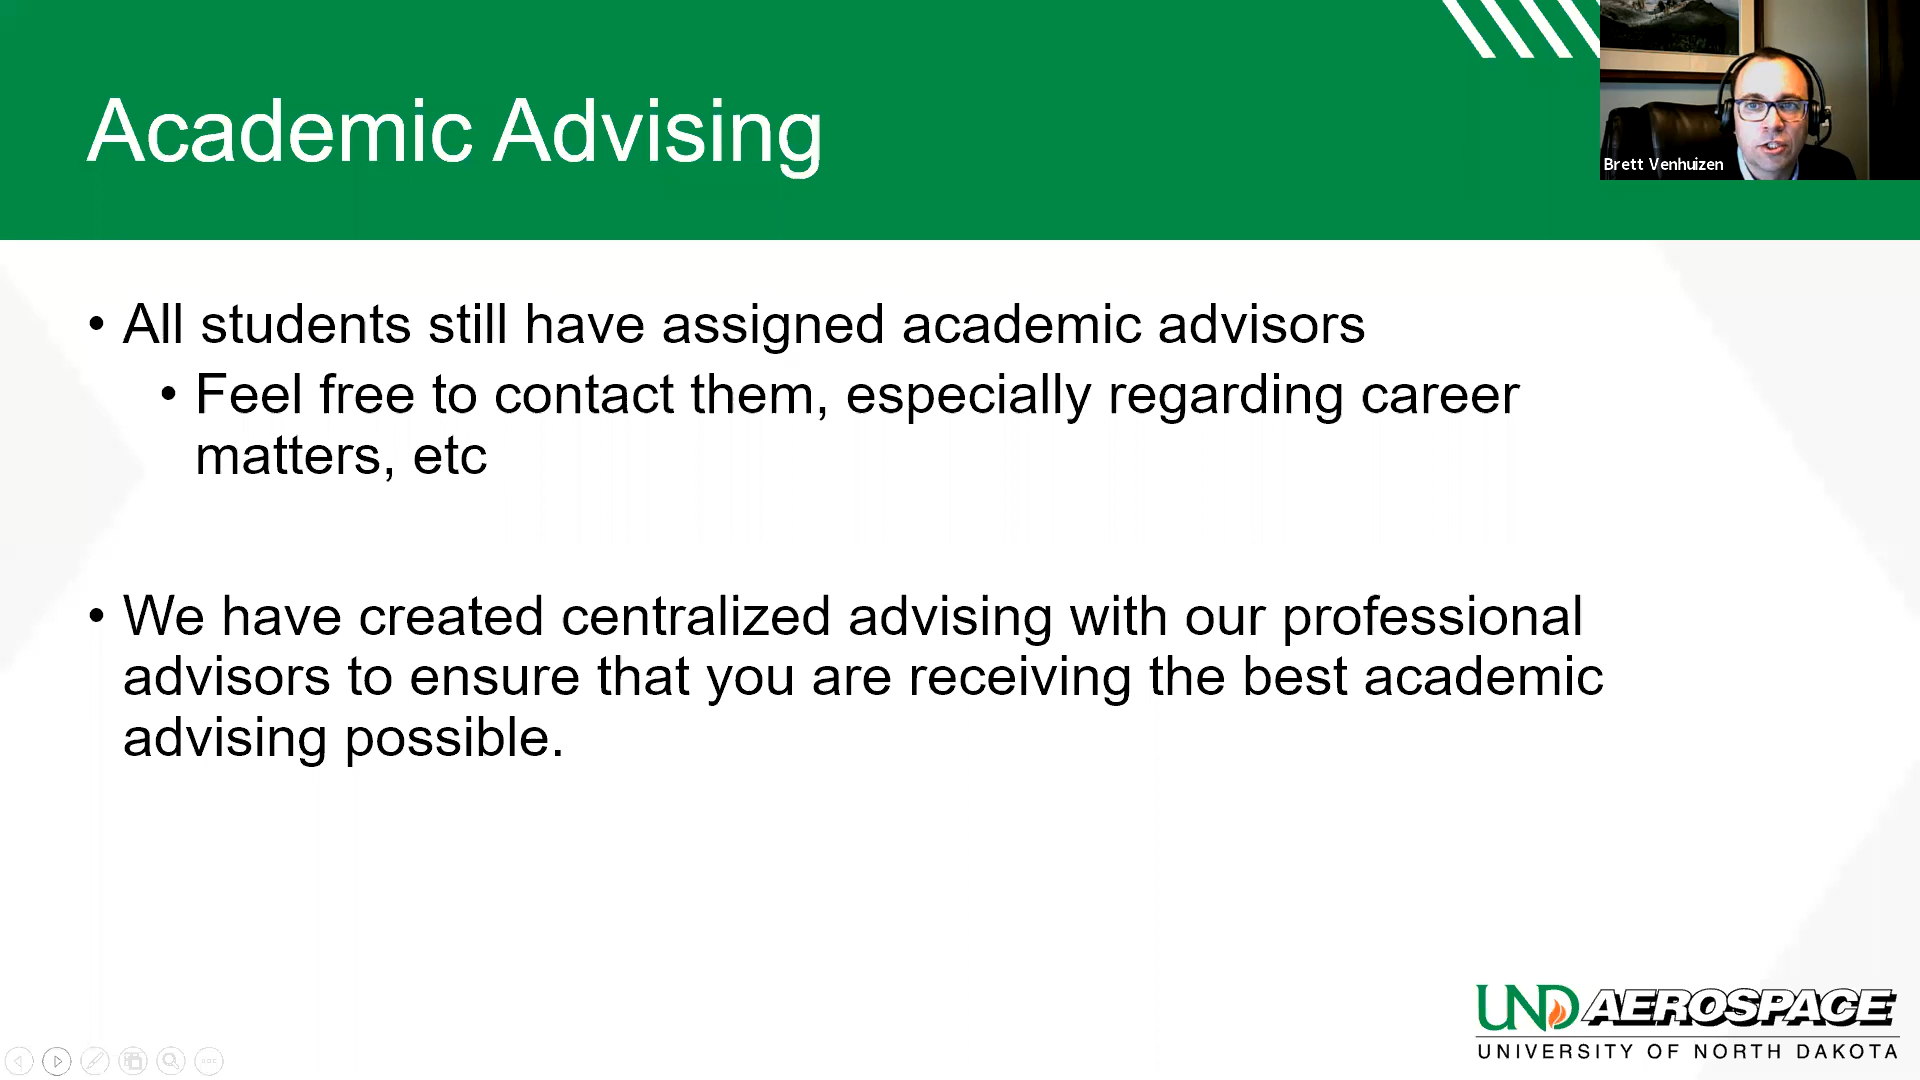 Academic Advising
Brett Venhuizen
• All students still have assigned academic advisors
• Feel free to contact them, especially regarding career
matters, etc
• We have created centralized advising with our professional
advisors to ensure that you are receiving the best academic
advising possible.
UND AEROSPACE
UNIVERSITY OF NORTH DAKOTA